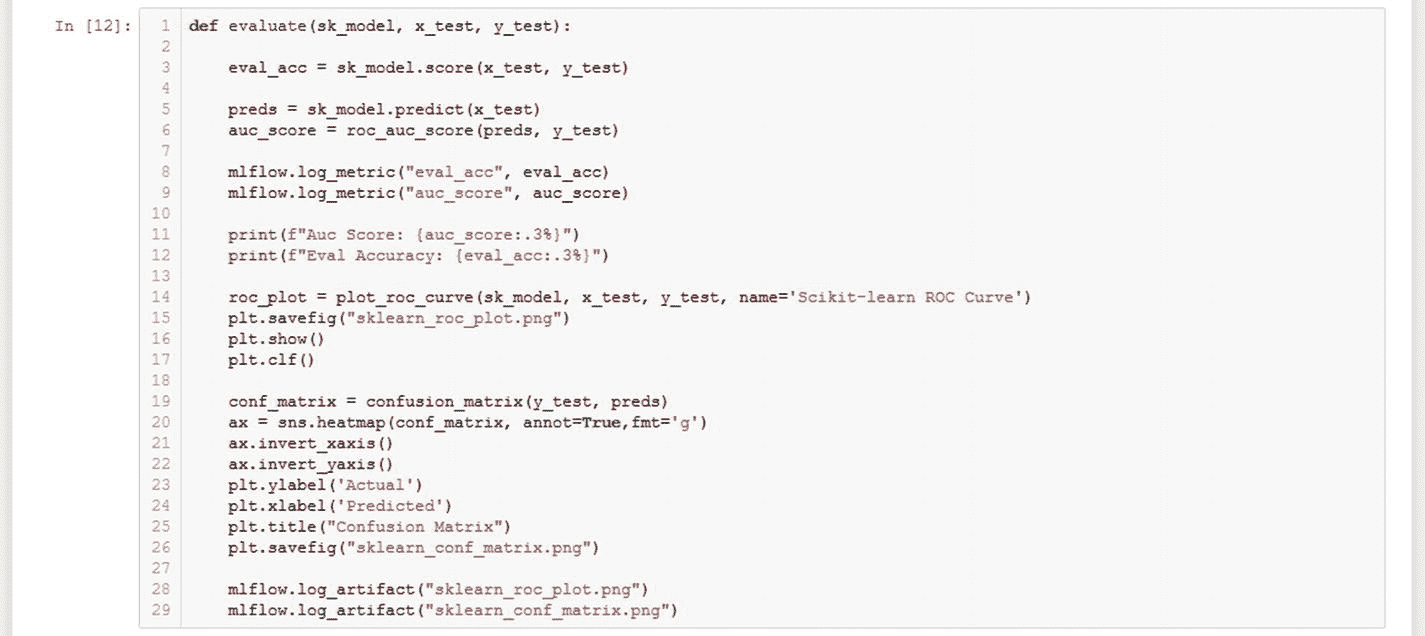 In [12]:
1 def evaluate(sk_model, x_test, y_test):
2
3     eval_acc = sk_model.score(x_test, y_test)
4
5     preds = sk_model.predict(x_test)
6     auc_score = roc_auc_score(preds, y_test)
7
8     mlflow.log_metric("eval_acc", eval_acc)
9     mlflow.log_metric("auc_score", auc_score)
10
11     print(f"Auc Score: {auc_score:.3%}")
12     print(f"Eval Accuracy: {eval_acc:.3%}")
13
14     roc_plot = plot_roc_curve(sk_model, x_test, y_test, name='Scikit-learn ROC Curve')
15     plt.savefig("sklearn_roc_plot.png")
16     plt.show()
17     plt.clf()
18
19     conf_matrix = confusion_matrix(y_test, preds)
20     ax = sns.heatmap(conf_matrix, annot=True,fmt='g')
21     ax.invert_xaxis()
22     ax.invert_yaxis()
23     plt.ylabel('Actual')
24     plt.xlabel('Predicted')
25     plt.title("Confusion Matrix")
26     plt.savefig("sklearn_conf_matrix.png")
27
28     mlflow.log_artifact("sklearn_roc_plot.png")
29     mlflow.log_artifact("sklearn_conf_matrix.png")